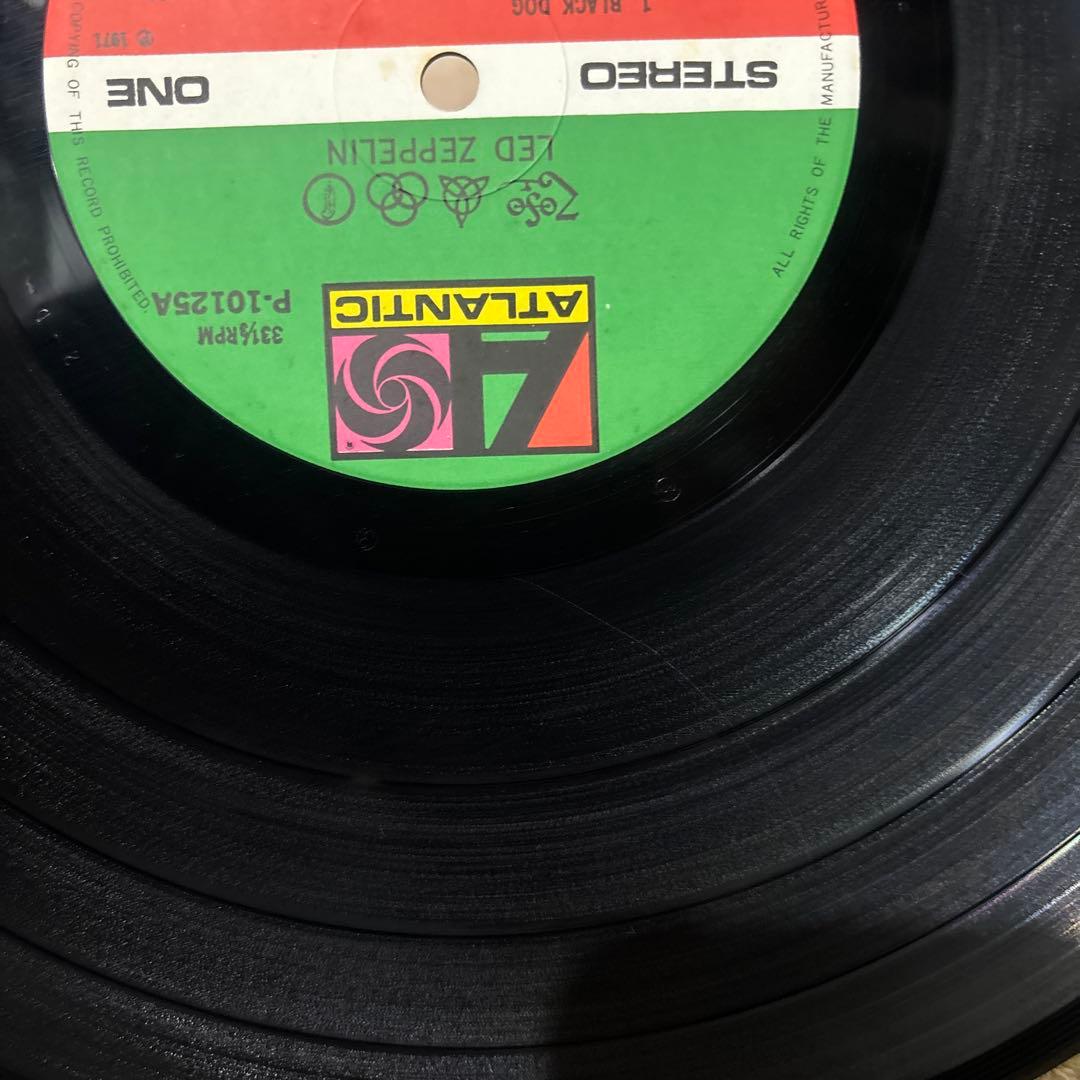 ATLANTIC
33⅓RPM
P-10125A
Zoso
LED ZEPPELIN
STEREO
ONE
℗ 1971
1. BLACK DOG
ALL RIGHTS OF THE MANUFACTUR
COPYING OF THIS RECORD PROHIBITED.